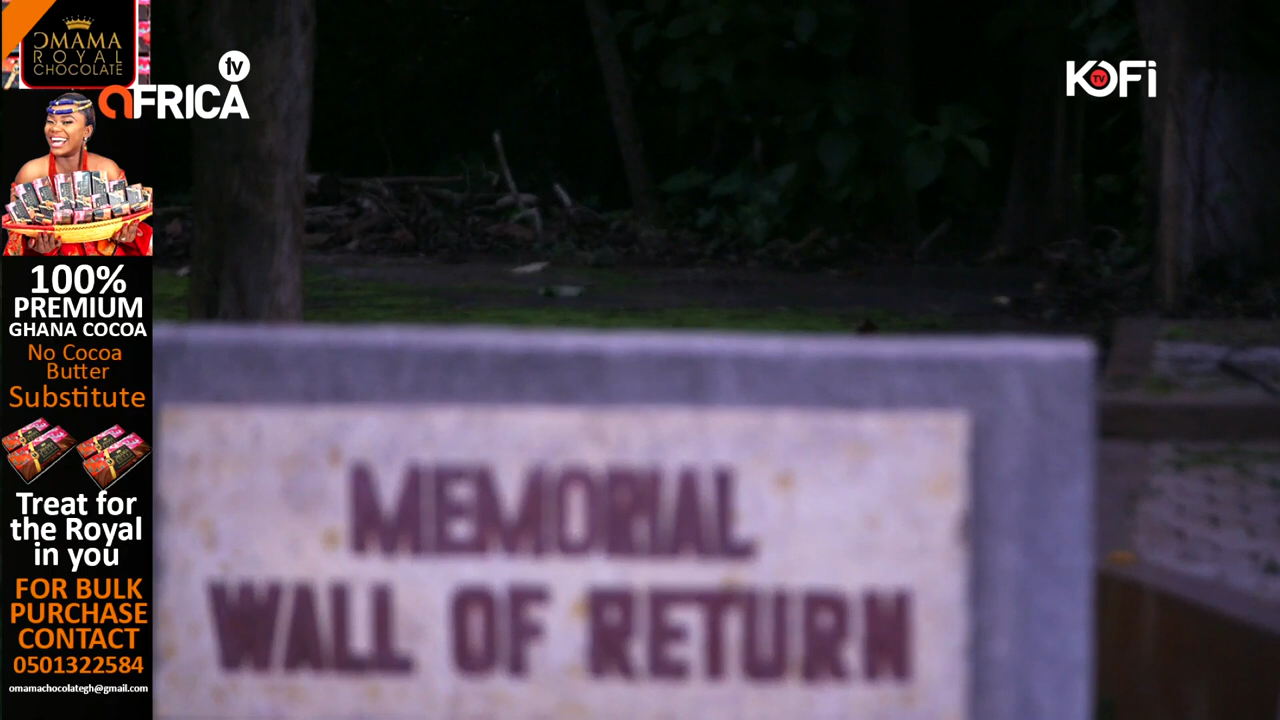 OMAMA
ROYAL
CHOCOLATE
tv
aFRICA
KOFi
TV
100%
PREMIUM
GHANA COCOA
No Cocoa
Butter
Substitute
Treat for
the Royal
in you
FOR BULK
PURCHASE
CONTACT
0501322584
omamachocolategh@gmail.com
MEMORIAL
WALL OF RETURN